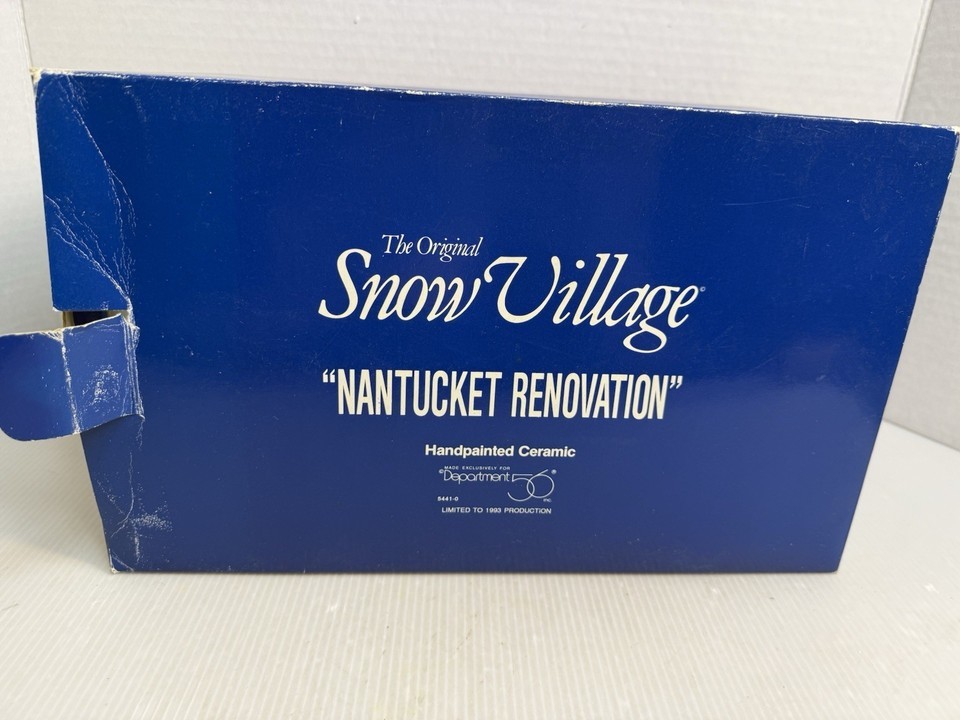 The Original
Snow Village©
“NANTUCKET RENOVATION”
Handpainted Ceramic
MADE EXCLUSIVELY FOR
©Department 56®
INC.
5441-0
LIMITED TO 1993 PRODUCTION